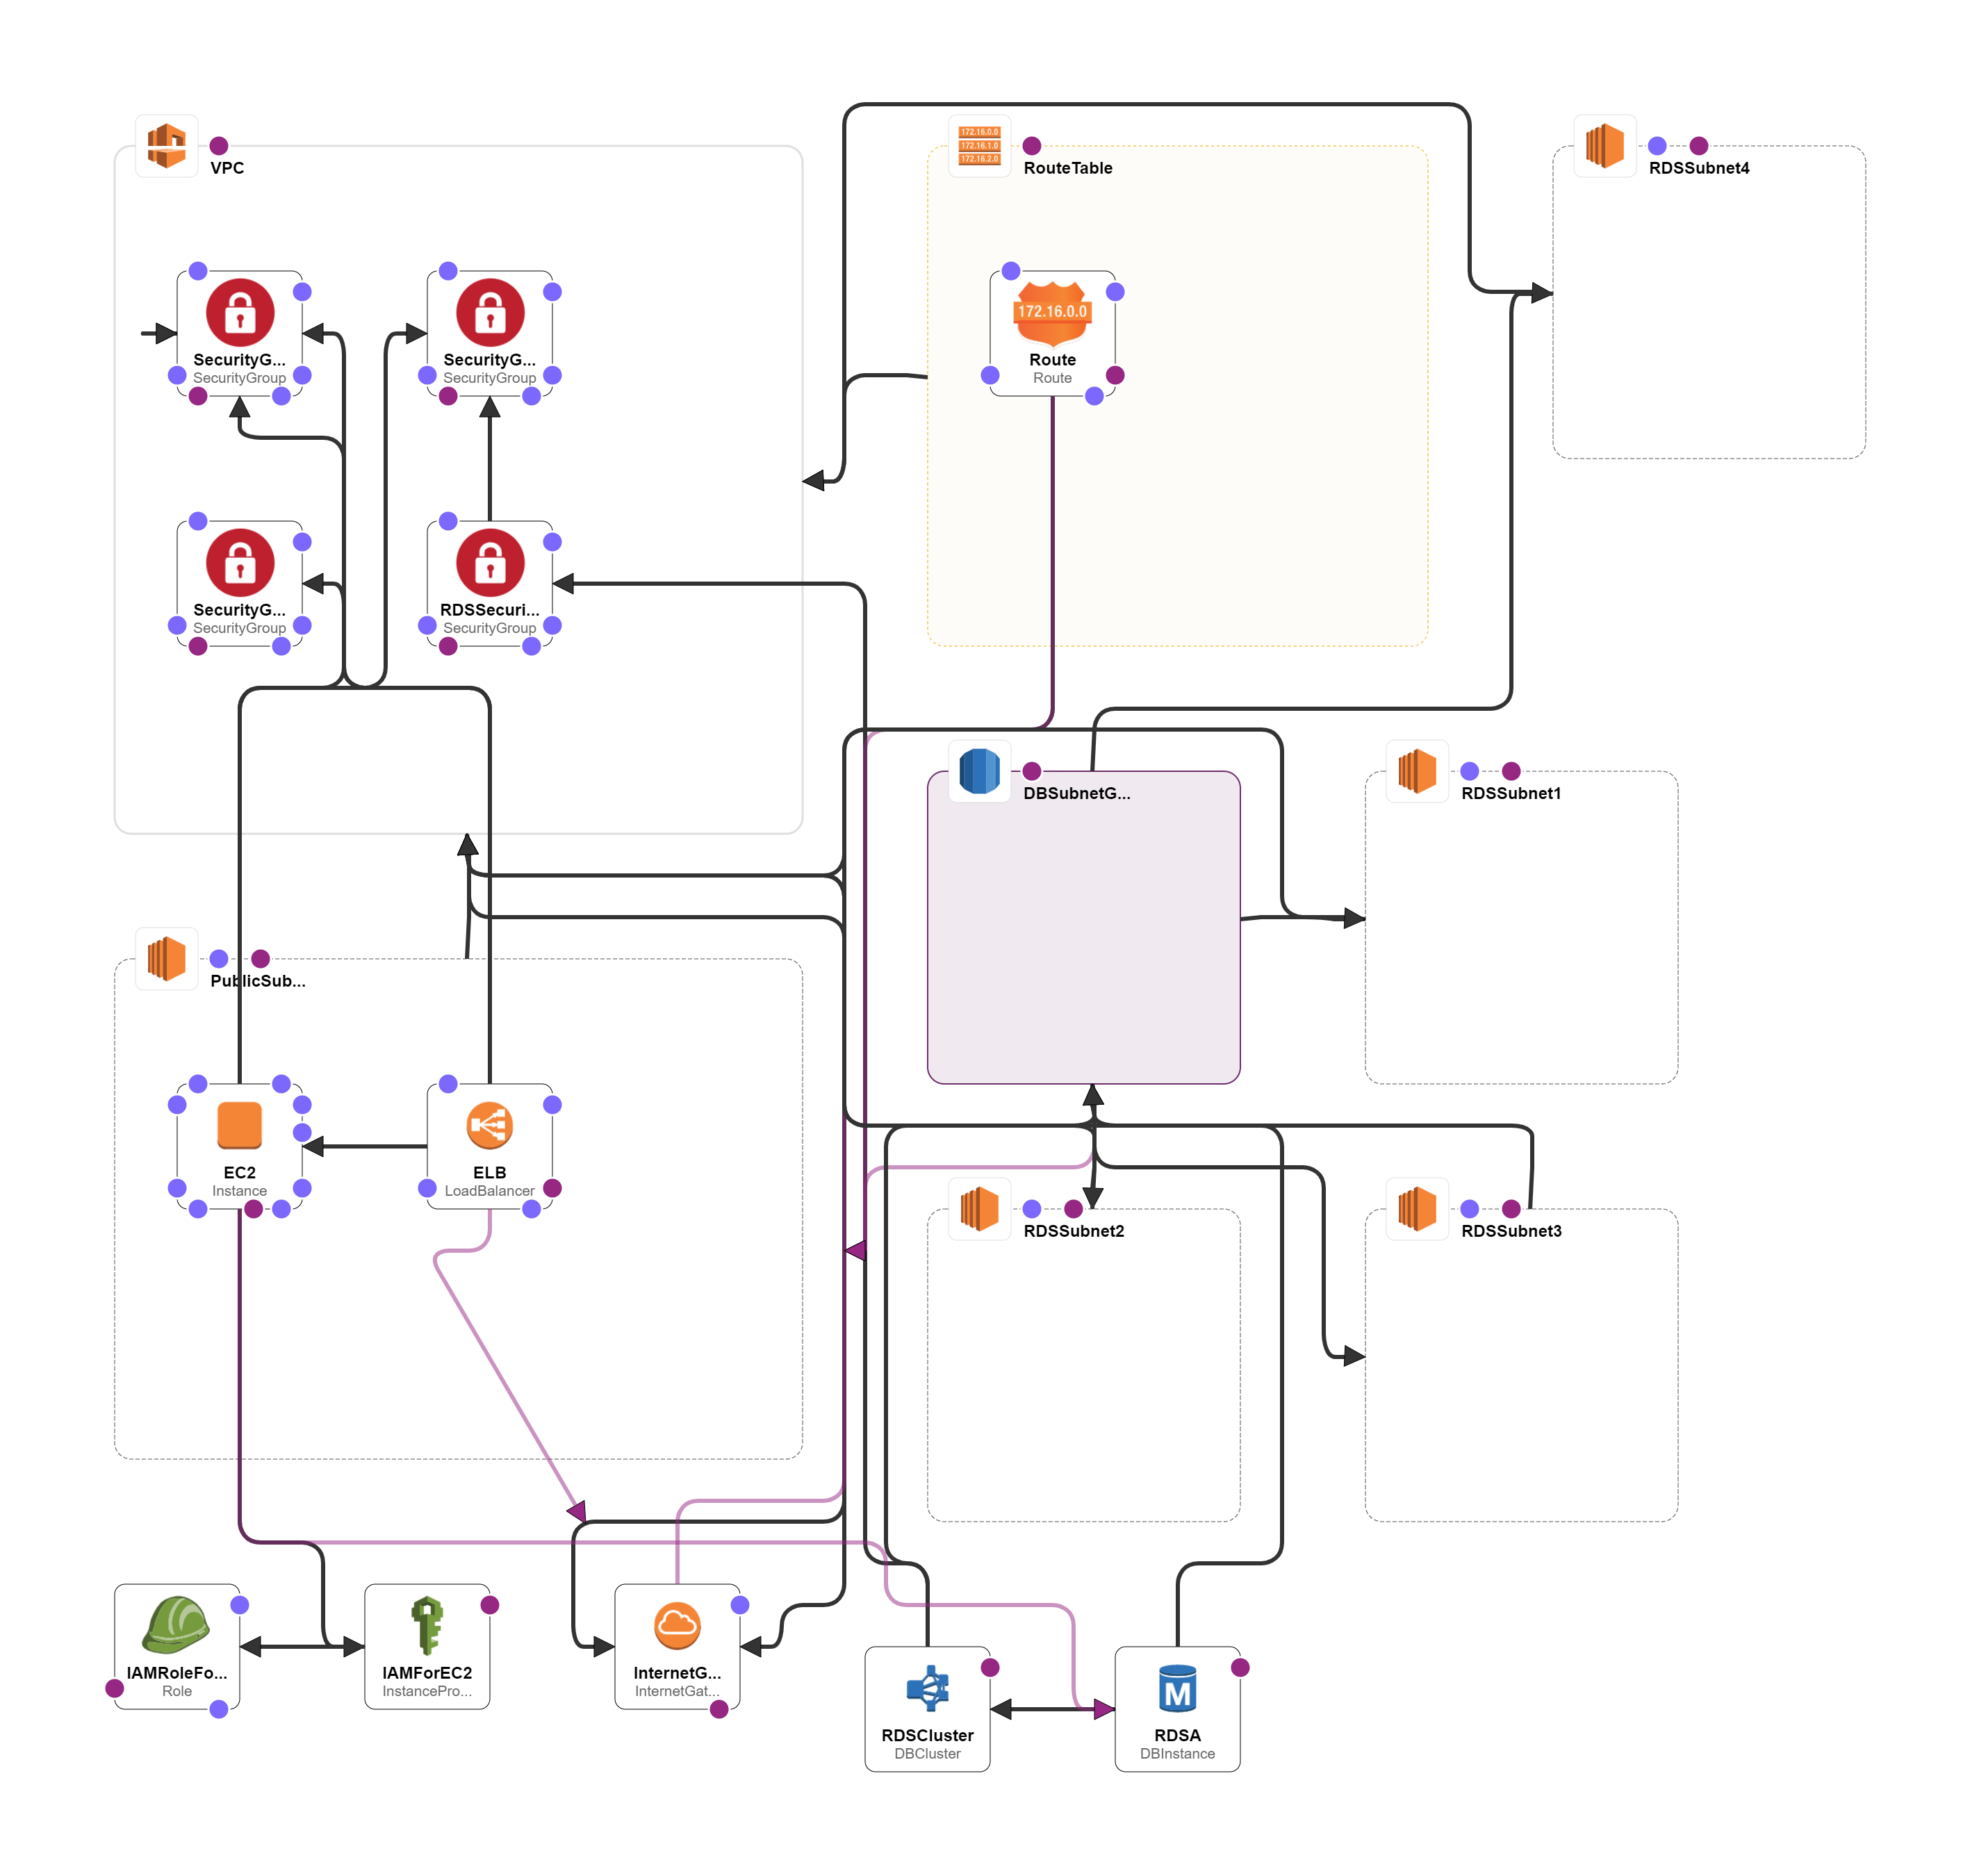 VPC
172.16.0.0
172.16.1.0
172.16.2.0
RouteTable
RDSSubnet4
SecurityG...
SecurityGroup
SecurityG...
SecurityGroup
172.16.0.0
Route
Route
SecurityG...
SecurityGroup
RDSSecuri...
SecurityGroup
DBSubnetG...
RDSSubnet1
PublicSub...
EC2
Instance
ELB
LoadBalancer
RDSSubnet2
RDSSubnet3
IAMRoleFo...
Role
IAMForEC2
InstancePro...
InternetG...
InternetGat...
RDSCluster
DBCluster
M
RDSA
DBInstance